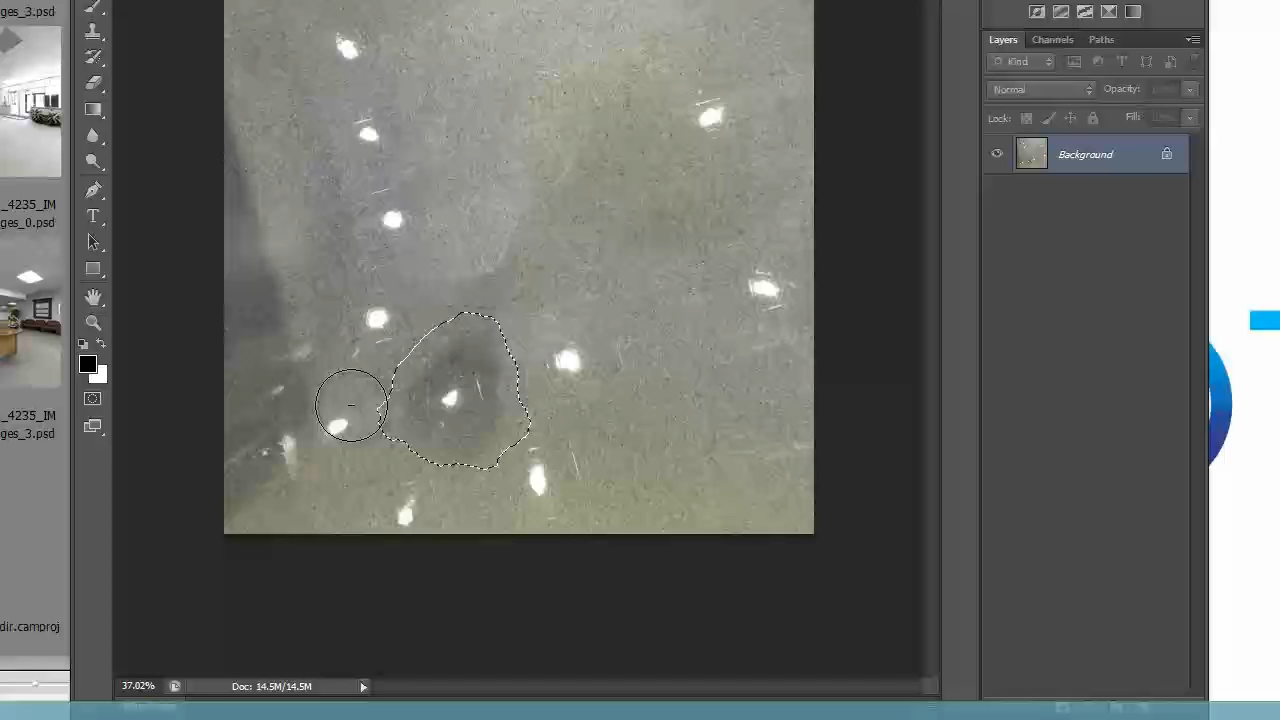 ges_3.psd
_4235_IM
ges_0.psd
_4235_IM
ges_3.psd
dir.camproj
T
37.02%
Doc: 14.5M/14.5M
Layers Channels Paths
Kind
T
Normal
Opacity:
Lock:
Fill:
Background